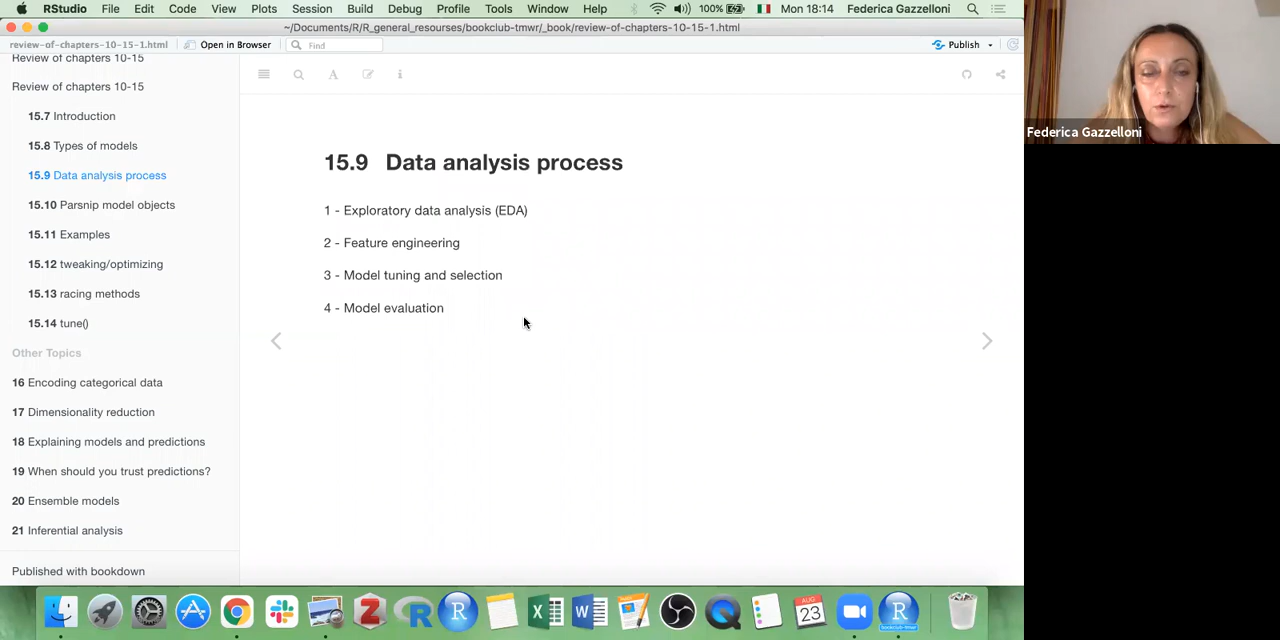 RStudio File Edit Code View Plots Session Build Debug Profile Tools Window Help 100% Mon 18:14 Federica Gazzelloni
~/Documents/R/R_general_resourses/bookclub-tmwr/_book/review-of-chapters-10-15-1.html
review-of-chapters-10-15-1.html Open in Browser Find Publish
Review of chapters 10-15
Review of chapters 10-15
15.7 Introduction
15.8 Types of models
15.9 Data analysis process
15.10 Parsnip model objects
15.11 Examples
15.12 tweaking/optimizing
15.13 racing methods
15.14 tune()
Other Topics
16 Encoding categorical data
17 Dimensionality reduction
18 Explaining models and predictions
19 When should you trust predictions?
20 Ensemble models
21 Inferential analysis
Published with bookdown
A i
15.9 Data analysis process
1 - Exploratory data analysis (EDA)
2 - Feature engineering
3 - Model tuning and selection
4 - Model evaluation
Federica Gazzelloni
Z R R X W AUG 23 R
bookclub-tmwr